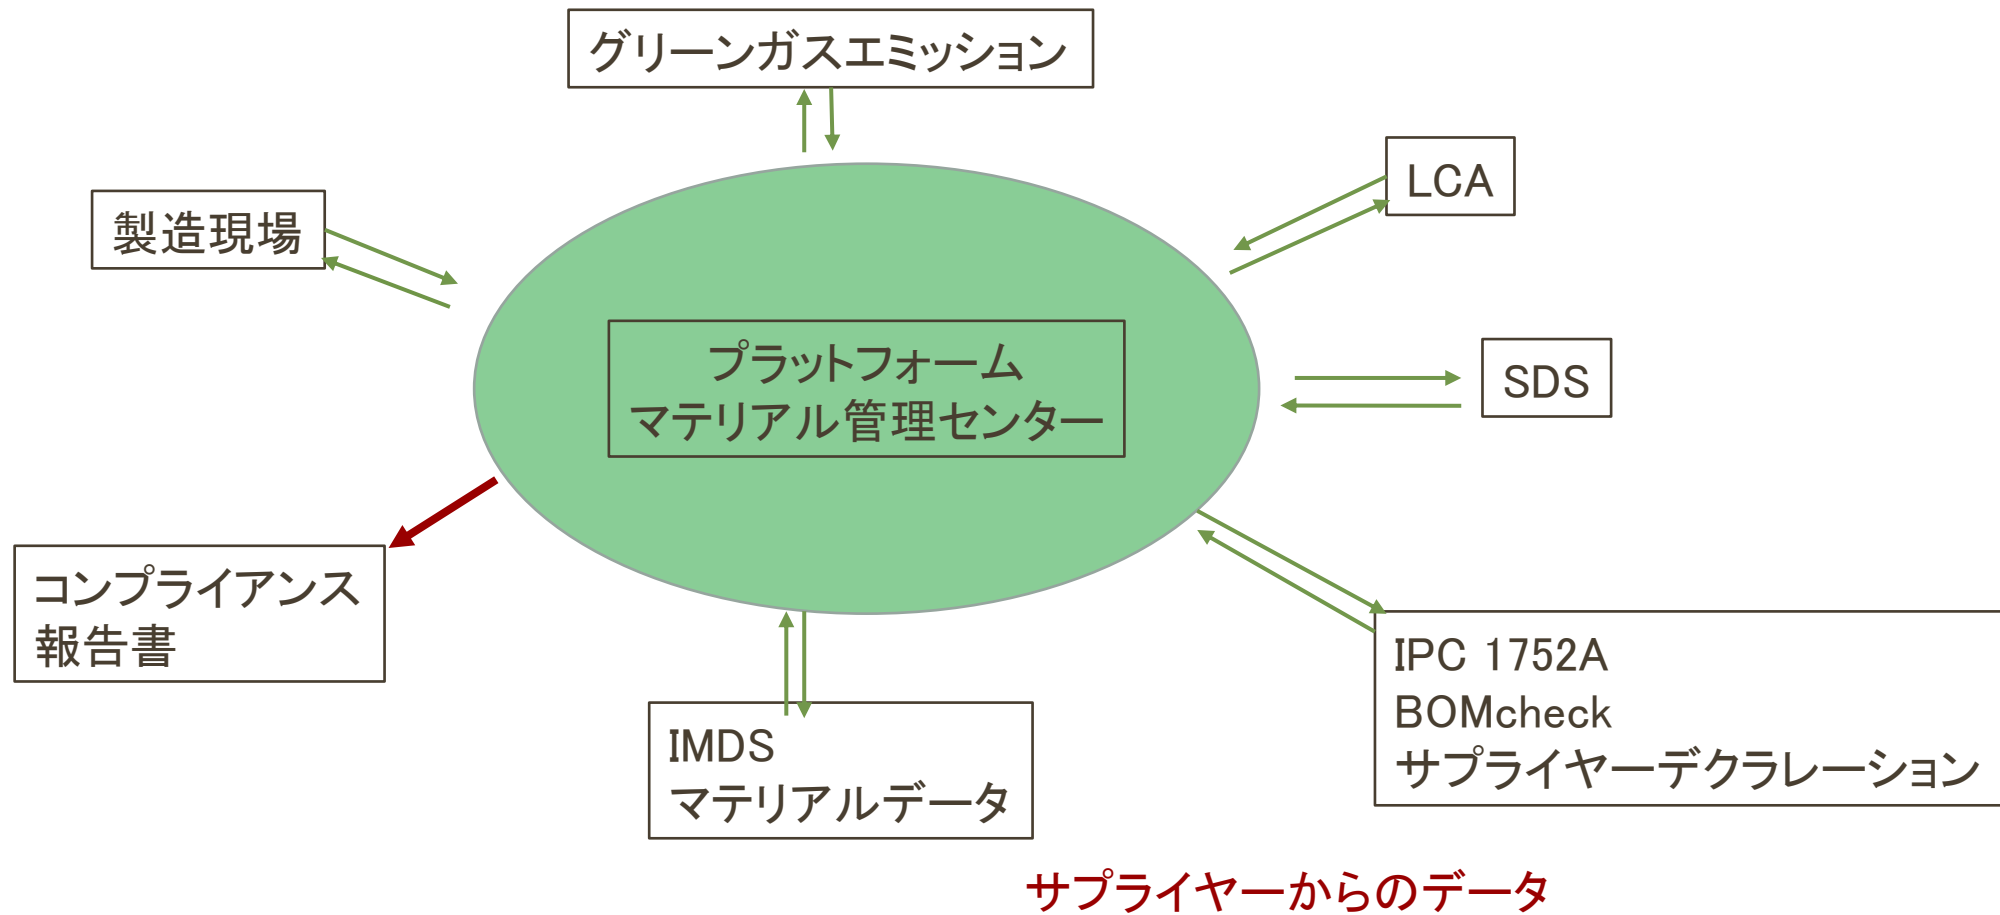 グリーンガスエミッション
LCA
製造現場
プラットフォーム
マテリアル管理センター
SDS
コンプライアンス
報告書
IPC 1752A
BOMcheck
サプライヤーデクラレーション
IMDS
マテリアルデータ
サプライヤーからのデータ